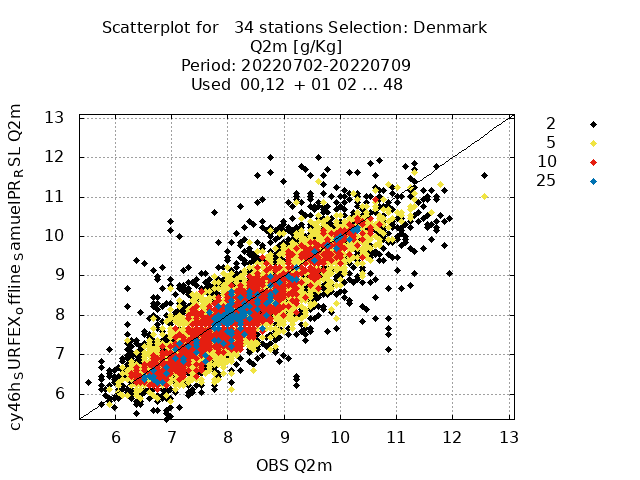 Scatterplot for   34 stations Selection: Denmark
Q2m [g/Kg]
Period: 20220702-20220709
Used  00,12  + 01 02 ... 48
2
5
10
25
cy46h_SURFEX_offline_samuelPR_RSL Q2m
13
12
11
10
9
8
7
6
6 7 8 9 10 11 12 13
OBS Q2m